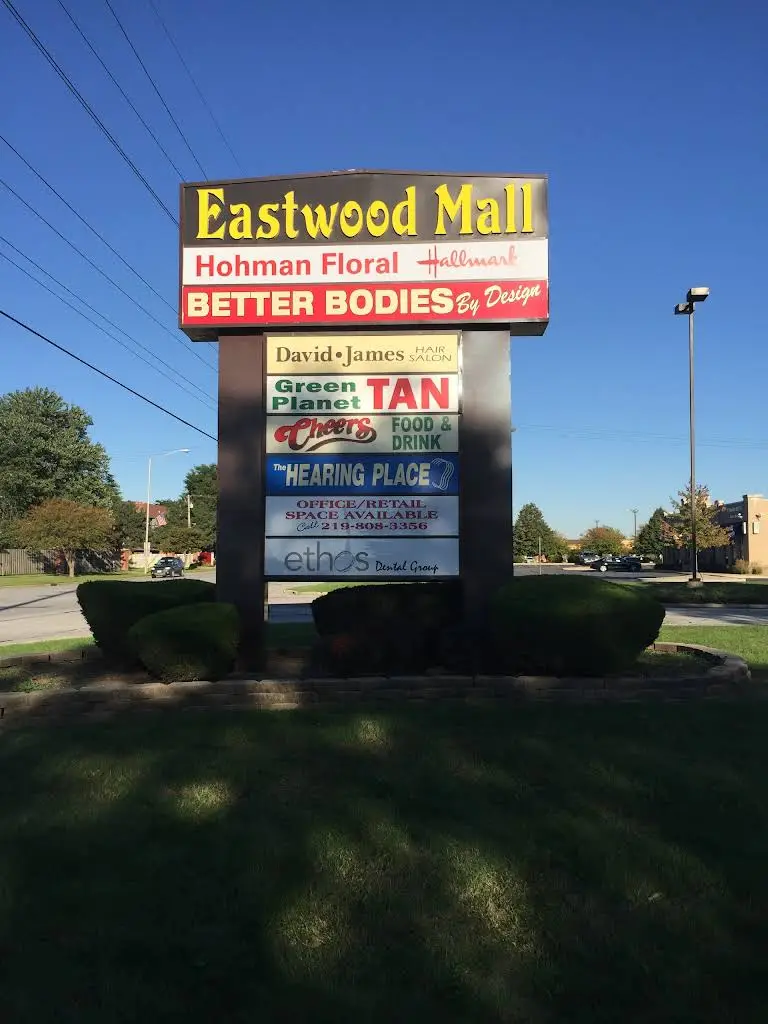 Eastwood Mall
Hohman Floral Hallmark
BETTER BODIES By Design
David•James HAIR SALON
Green Planet TAN
Cheers FOOD & DRINK
The HEARING PLACE
OFFICE/RETAIL
SPACE AVAILABLE
Call 219-808-3356
ethos Dental Group